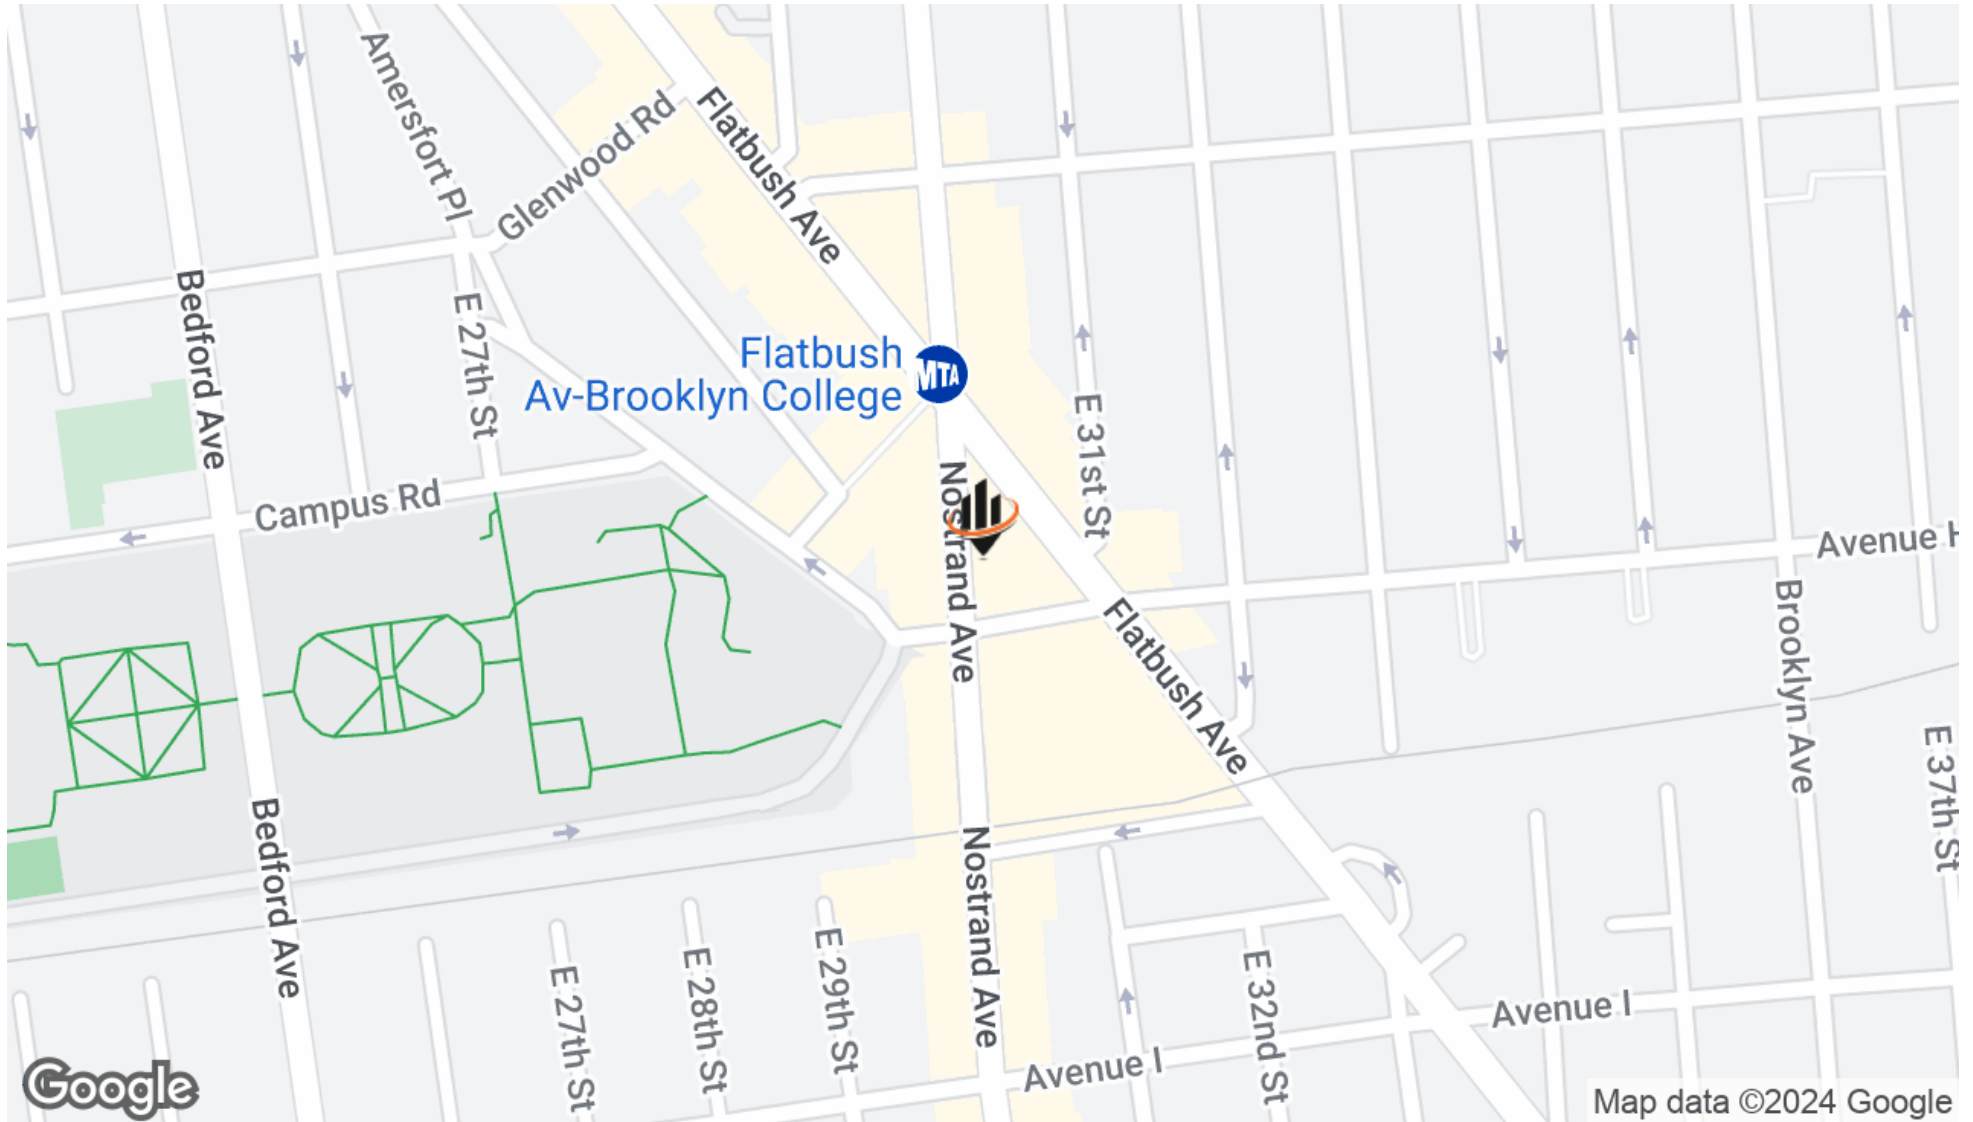 Amersfort Pl
Glenwood Rd
Flatbush Ave
Bedford Ave
E 27th St
Flatbush
Av-Brooklyn College
MTA
E 31st St
Campus Rd
Nostrand Ave
Avenue H
Flatbush Ave
Brooklyn Ave
E 37th St
Bedford Ave
Nostrand Ave
E 27th St
E 28th St
E 29th St
E 32nd St
Avenue I
Avenue I
Google
Map data ©2024 Google